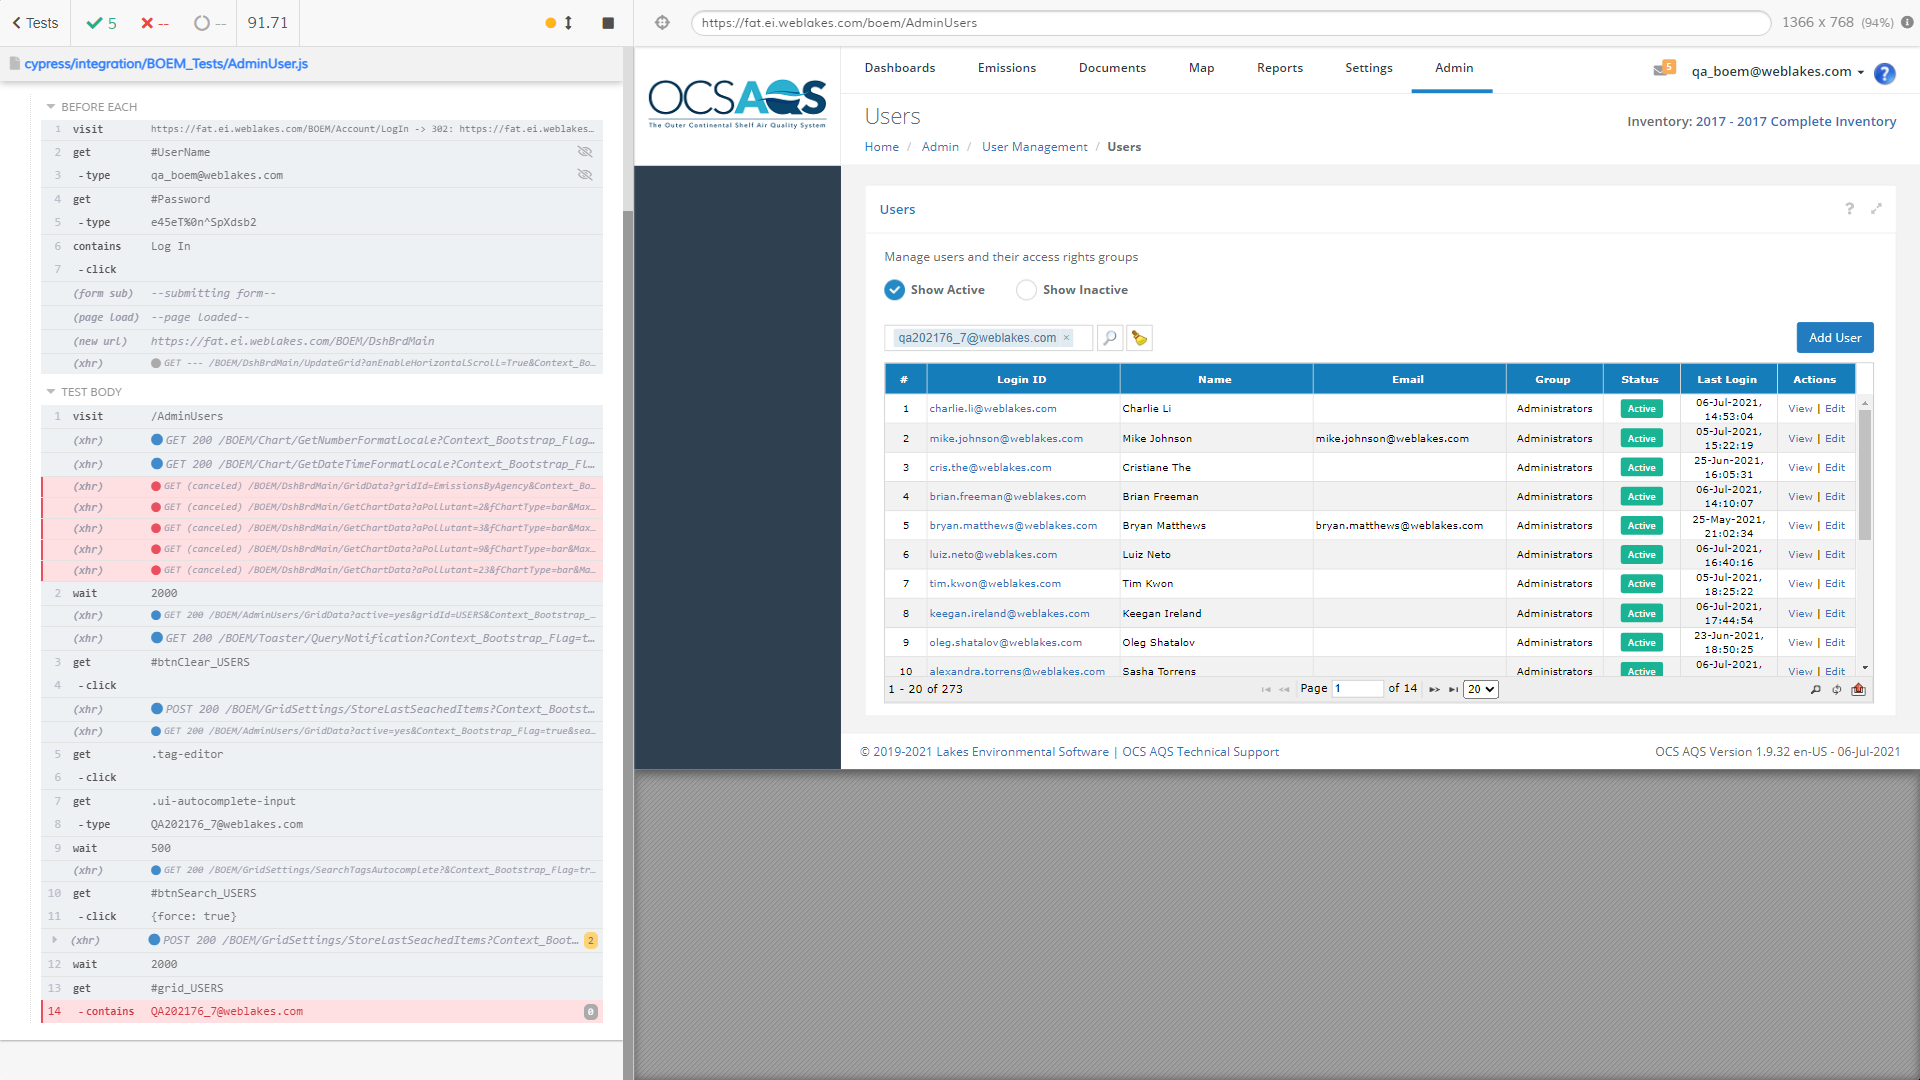 Tests
5
--
--
91.71
cypress/integration/BOEM_Tests/AdminUser.js
BEFORE EACH
1 visit https://fat.ei.weblakes.com/BOEM/Account/LogIn -> 302: https://fat.ei.weblakes...
2 get #UserName
3 -type qa_boem@weblakes.com
4 get #Password
5 -type e45eT%0n^SpXdsb2
6 contains Log In
7 -click
(form sub) --submitting form--
(page load) --page loaded--
(new url) https://fat.ei.weblakes.com/BOEM/DshBrdMain
(xhr) GET --- /BOEM/DshBrdMain/UpdateGrid?anEnableHorizontalScroll=True&Context_Bo...
TEST BODY
1 visit /AdminUsers
(xhr) GET 200 /BOEM/Chart/GetNumberFormatLocale?Context_Bootstrap_Flag...
(xhr) GET 200 /BOEM/Chart/GetDateTimeFormatLocale?Context_Bootstrap_Fl...
(xhr) GET (canceled) /BOEM/DshBrdMain/GridData?gridId=EmissionsByAgency&Context_Bo...
(xhr) GET (canceled) /BOEM/DshBrdMain/GetChartData?aPollutant=2&fChartType=bar&Max...
(xhr) GET (canceled) /BOEM/DshBrdMain/GetChartData?aPollutant=3&fChartType=bar&Max...
(xhr) GET (canceled) /BOEM/DshBrdMain/GetChartData?aPollutant=9&fChartType=bar&Max...
(xhr) GET (canceled) /BOEM/DshBrdMain/GetChartData?aPollutant=23&fChartType=bar&Ma...
2 wait 2000
(xhr) GET 200 /BOEM/AdminUsers/GridData?active=yes&gridId=USERS&Context_Bootstrap_...
(xhr) GET 200 /BOEM/Toaster/QueryNotification?Context_Bootstrap_Flag=t...
3 get #btnClear_USERS
4 -click
(xhr) POST 200 /BOEM/GridSettings/StoreLastSeachedItems?Context_Bootst...
(xhr) GET 200 /BOEM/AdminUsers/GridData?active=yes&Context_Bootstrap_Flag=true&sea...
5 get .tag-editor
6 -click
7 get .ui-autocomplete-input
8 -type QA202176_7@weblakes.com
9 wait 500
(xhr) GET 200 /BOEM/GridSettings/SearchTagsAutocomplete?&Context_Bootstrap_Flag=tr...
10 get #btnSearch_USERS
11 -click {force: true}
(xhr) POST 200 /BOEM/GridSettings/StoreLastSeachedItems?Context_Boot... 2
12 wait 2000
13 get #grid_USERS
14 -contains QA202176_7@weblakes.com 0
https://fat.ei.weblakes.com/boem/AdminUsers
1366 x 768 (94%)
OCSAQS
The Outer Continental Shelf Air Quality System
Dashboards Emissions Documents Map Reports Settings Admin
5 qa_boem@weblakes.com ?
Users
Inventory: 2017 - 2017 Complete Inventory
Home / Admin / User Management / Users
Users
?
Manage users and their access rights groups
Show Active Show Inactive
qa202176_7@weblakes.com ×
Add User
# Login ID Name Email Group Status Last Login Actions
1 charlie.li@weblakes.com Charlie Li Administrators Active 06-Jul-2021, 14:53:04 View | Edit
2 mike.johnson@weblakes.com Mike Johnson mike.johnson@weblakes.com Administrators Active 05-Jul-2021, 15:22:19 View | Edit
3 cris.the@weblakes.com Cristiane The Administrators Active 25-Jun-2021, 16:05:31 View | Edit
4 brian.freeman@weblakes.com Brian Freeman Administrators Active 06-Jul-2021, 14:10:07 View | Edit
5 bryan.matthews@weblakes.com Bryan Matthews bryan.matthews@weblakes.com Administrators Active 25-May-2021, 21:02:34 View | Edit
6 luiz.neto@weblakes.com Luiz Neto Administrators Active 06-Jul-2021, 16:40:16 View | Edit
7 tim.kwon@weblakes.com Tim Kwon Administrators Active 05-Jul-2021, 18:25:22 View | Edit
8 keegan.ireland@weblakes.com Keegan Ireland Administrators Active 06-Jul-2021, 17:44:54 View | Edit
9 oleg.shatalov@weblakes.com Oleg Shatalov Administrators Active 23-Jun-2021, 18:50:25 View | Edit
10 alexandra.torrens@weblakes.com Sasha Torrens Administrators Active 06-Jul-2021, View | Edit
1 - 20 of 273
Page 1 of 14
20
© 2019-2021 Lakes Environmental Software | OCS AQS Technical Support
OCS AQS Version 1.9.32 en-US - 06-Jul-2021